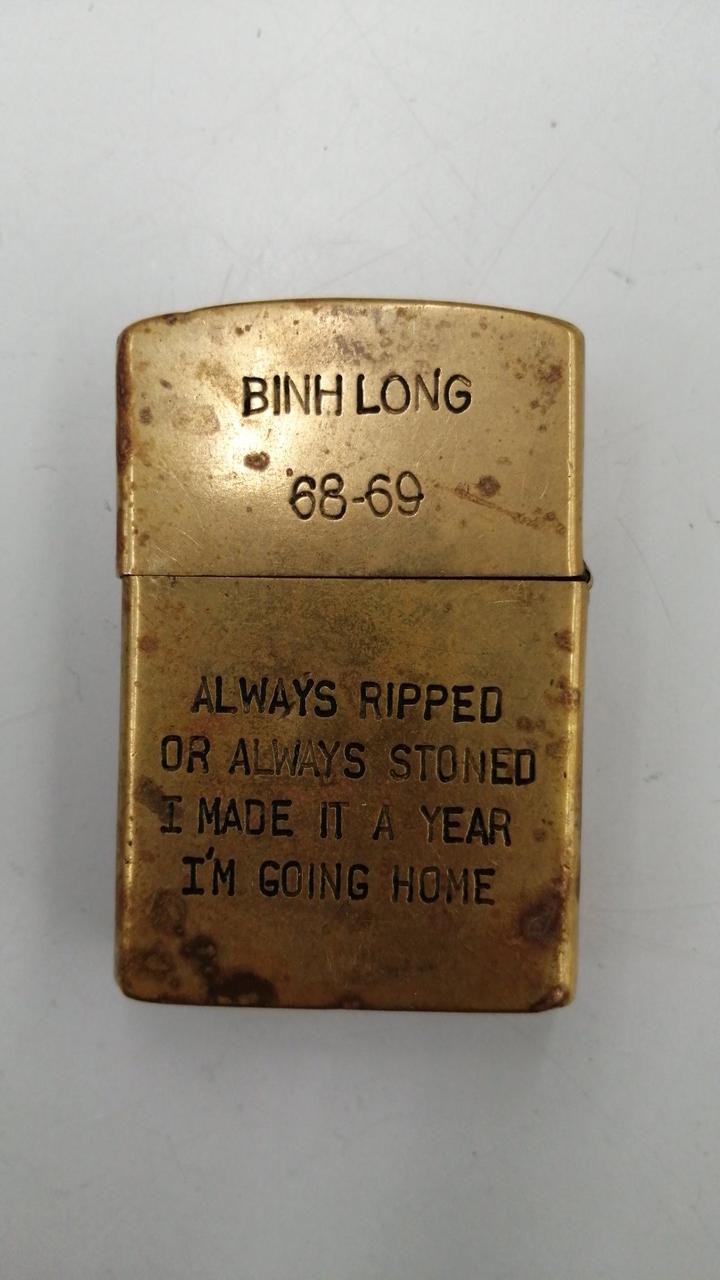 BINH LONG
68-69
ALWAYS RIPPED
OR ALWAYS STONED
I MADE IT A YEAR
I'M GOING HOME